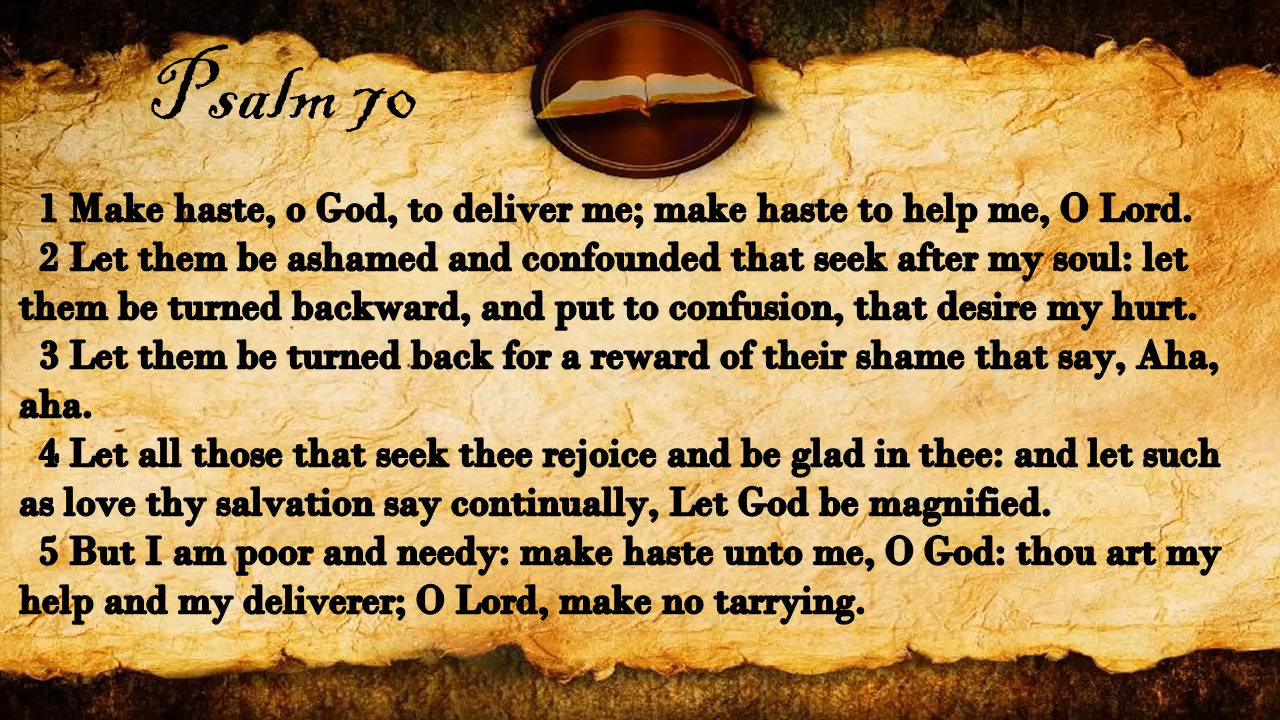 Psalm 70
1 Make haste, o God, to deliver me; make haste to help me, O Lord.
2 Let them be ashamed and confounded that seek after my soul: let
them be turned backward, and put to confusion, that desire my hurt.
3 Let them be turned back for a reward of their shame that say, Aha,
aha.
4 Let all those that seek thee rejoice and be glad in thee: and let such
as love thy salvation say continually, Let God be magnified.
5 But I am poor and needy: make haste unto me, O God: thou art my
help and my deliverer; O Lord, make no tarrying.